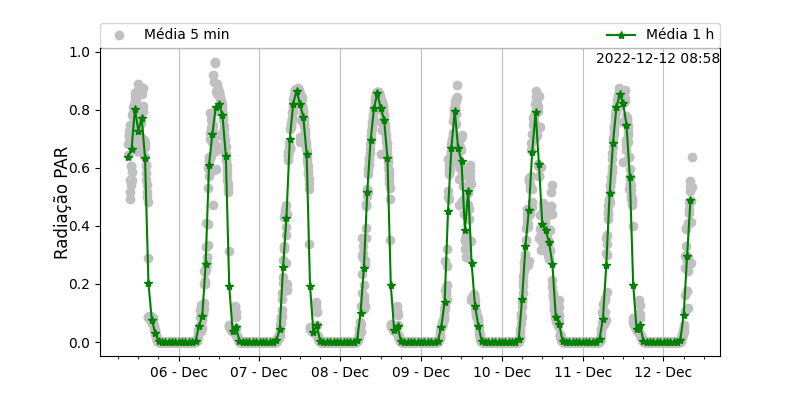 Média 5 min
Média 1 h
2022-12-12 08:58
Radiação PAR
1.0
0.8
0.6
0.4
0.2
0.0
06 - Dec
07 - Dec
08 - Dec
09 - Dec
10 - Dec
11 - Dec
12 - Dec